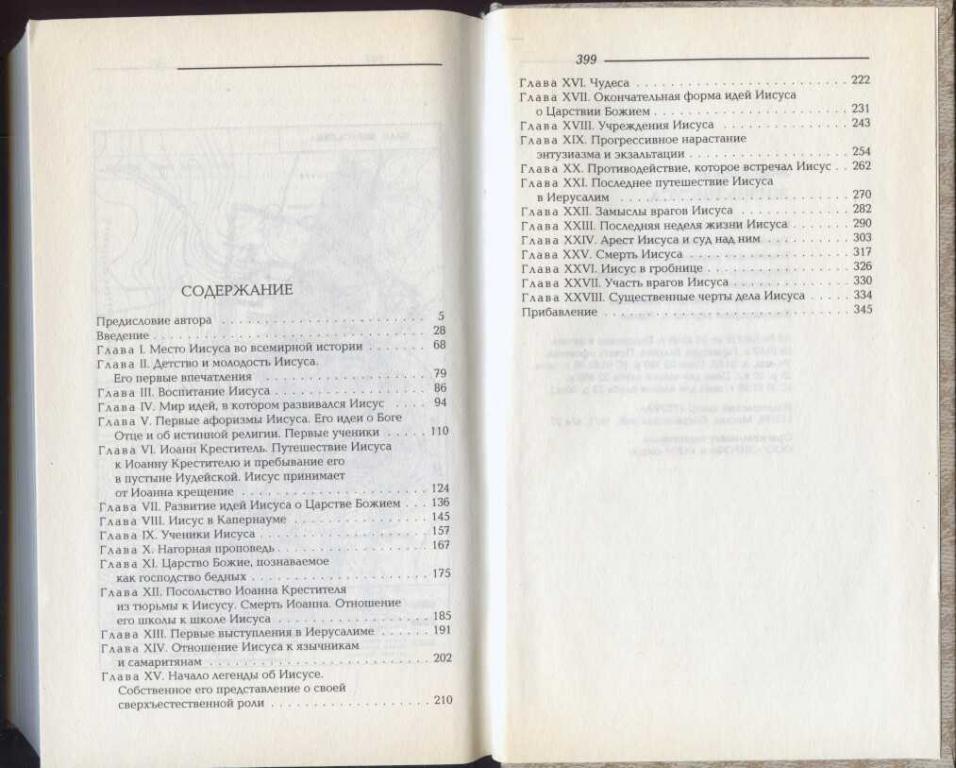 СОДЕРЖАНИЕ
Предисловие автора . . . . . . . . . . 5
Введение . . . . . . . . . . 28
Глава I. Место Иисуса во всемирной истории . . . . . . . 68
Глава II. Детство и молодость Иисуса.
Его первые впечатления . . . . . . . . . . 79
Глава III. Воспитание Иисуса . . . . . . . . . . 86
Глава IV. Мир идей, в котором развивался Иисус . . . . 94
Глава V. Первые афоризмы Иисуса. Его идеи о Боге
Отце и об истинной религии. Первые ученики . . . . . 110
Глава VI. Иоанн Креститель. Путешествие Иисуса
к Иоанну Крестителю и пребывание его
в пустыне Иудейской. Иисус принимает
от Иоанна крещение . . . . . . . . . . 124
Глава VII. Развитие идей Иисуса о Царстве Божием . . . 136
Глава VIII. Иисус в Капернауме . . . . . . . . . . 145
Глава IX. Ученики Иисуса . . . . . . . . . . 157
Глава X. Нагорная проповедь . . . . . . . . . . 167
Глава XI. Царство Божие, познаваемое
как господство бедных . . . . . . . . . . 175
Глава XII. Посольство Иоанна Крестителя
из тюрьмы к Иисусу. Смерть Иоанна. Отношение
его школы к школе Иисуса . . . . . . . . . . 185
Глава XIII. Первые выступления в Иерусалиме . . . . . . 191
Глава XIV. Отношение Иисуса к язычникам
и самаритянам . . . . . . . . . . 202
Глава XV. Начало легенды об Иисусе.
Собственное его представление о своей
сверхъестественной роли . . . . . . . . . . 210
399
Глава XVI. Чудеса . . . . . . . . . . 222
Глава XVII. Окончательная форма идей Иисуса
о Царствии Божием . . . . . . . . . . 231
Глава XVIII. Учреждения Иисуса . . . . . . . . . . 243
Глава XIX. Прогрессивное нарастание
энтузиазма и экзальтации . . . . . . . . . . 254
Глава XX. Противодействие, которое встречал Иисус . . 262
Глава XXI. Последнее путешествие Иисуса
в Иерусалим . . . . . . . . . . 270
Глава XXII. Замыслы врагов Иисуса . . . . . . . . . . 282
Глава XXIII. Последняя неделя жизни Иисуса . . . . . . 290
Глава XXIV. Арест Иисуса и суд над ним . . . . . . . . 303
Глава XXV. Смерть Иисуса . . . . . . . . . . 317
Глава XXVI. Иисус в гробнице . . . . . . . . . . 326
Глава XXVII. Участь врагов Иисуса . . . . . . . . . . 330
Глава XXVIII. Существенные черты дела Иисуса . . . . . 334
Прибавление . . . . . . . . . . 345